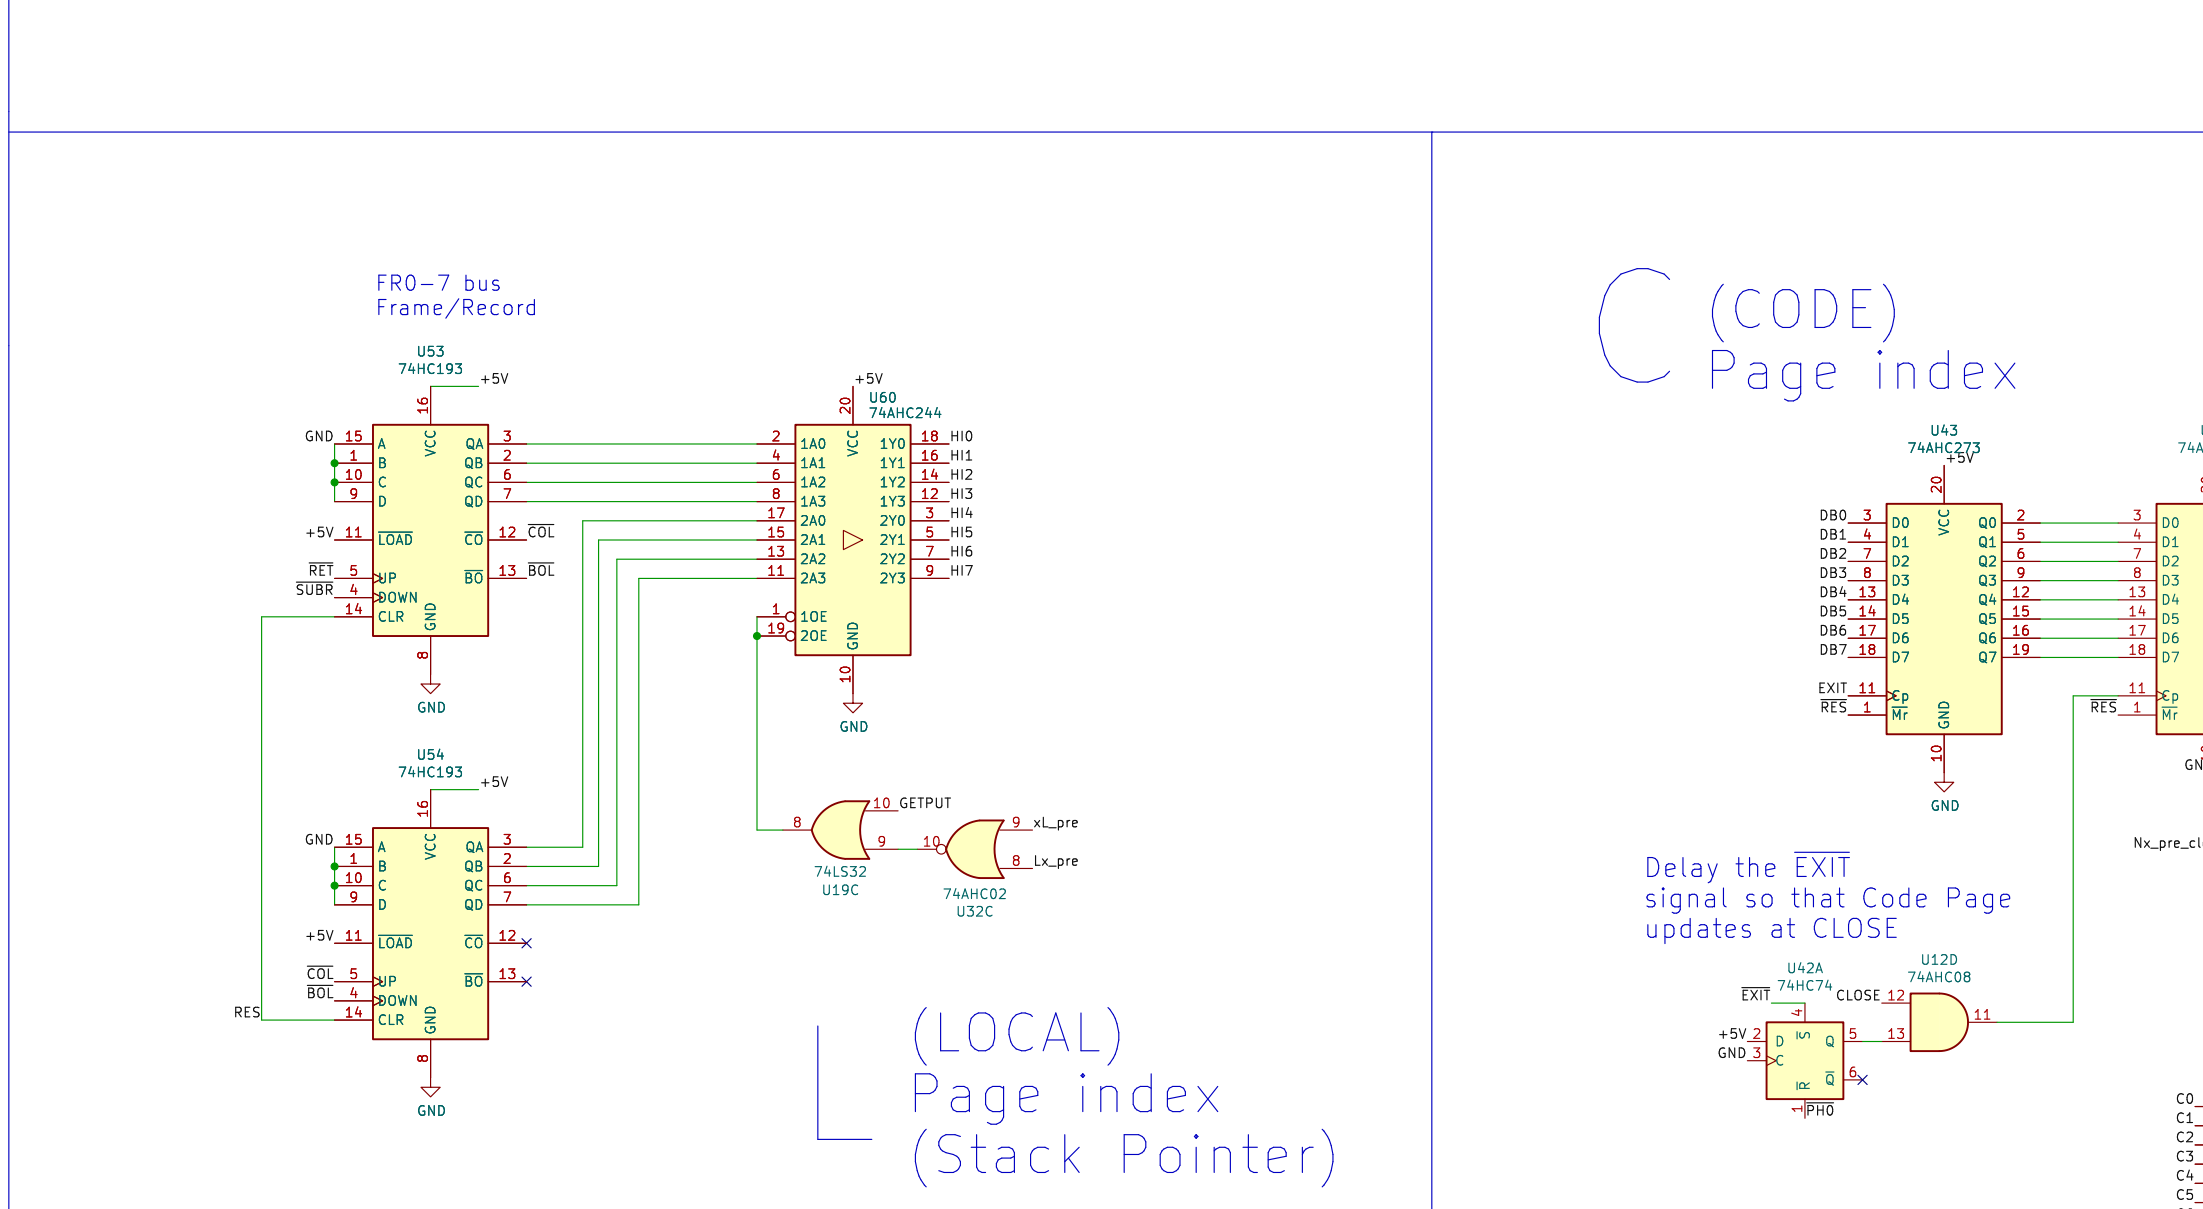 FR0-7 bus
Frame/Record
U53
74HC193
+5V
16
VCC
GND 15 A QA 3
1 B QB 2
10 C QC 6
9 D QD 7
+5V 11 LOAD CO 12 COL
RET 5 UP BO 13 BOL
SUBR 4 DOWN
14 CLR
GND
8
GND
U54
74HC193
+5V
16
VCC
GND 15 A QA 3
1 B QB 2
10 C QC 6
9 D QD 7
+5V 11 LOAD CO 12
COL 5 UP BO 13
BOL 4 DOWN
RES 14 CLR
GND
8
GND
+5V
U60
74AHC244
20
VCC
2 1A0 1Y0 18 HI0
4 1A1 1Y1 16 HI1
6 1A2 1Y2 14 HI2
8 1A3 1Y3 12 HI3
17 2A0 2Y0 3 HI4
15 2A1 2Y1 5 HI5
13 2A2 2Y2 7 HI6
11 2A3 2Y3 9 HI7
1 1OE
19 2OE
GND
10
GND
8 10 GETPUT
9
74LS32
U19C
10 9 xL_pre
8 Lx_pre
74AHC02
U32C
L
(LOCAL)
Page index
(Stack Pointer)
C
(CODE)
Page index
U43
74AHC273
+5V
20
VCC
DB0 3 D0 Q0 2
DB1 4 D1 Q1 5
DB2 7 D2 Q2 6
DB3 8 D3 Q3 9
DB4 13 D4 Q4 12
DB5 14 D5 Q5 15
DB6 17 D6 Q6 16
DB7 18 D7 Q7 19
EXIT 11 Cp
RES 1 Mr
GND
10
GND
3 D0
4 D1
7 D2
8 D3
13 D4
14 D5
17 D6
18 D7
11 Cp
RES 1 Mr
Delay the EXIT
signal so that Code Page
updates at CLOSE
U42A
74HC74
EXIT
4
+5V 2 D S Q 5
GND 3 C
R Q 6
1 PH0
U12D
74AHC08
CLOSE 12
11
13
C0
C1
C2
C3
C4
C5